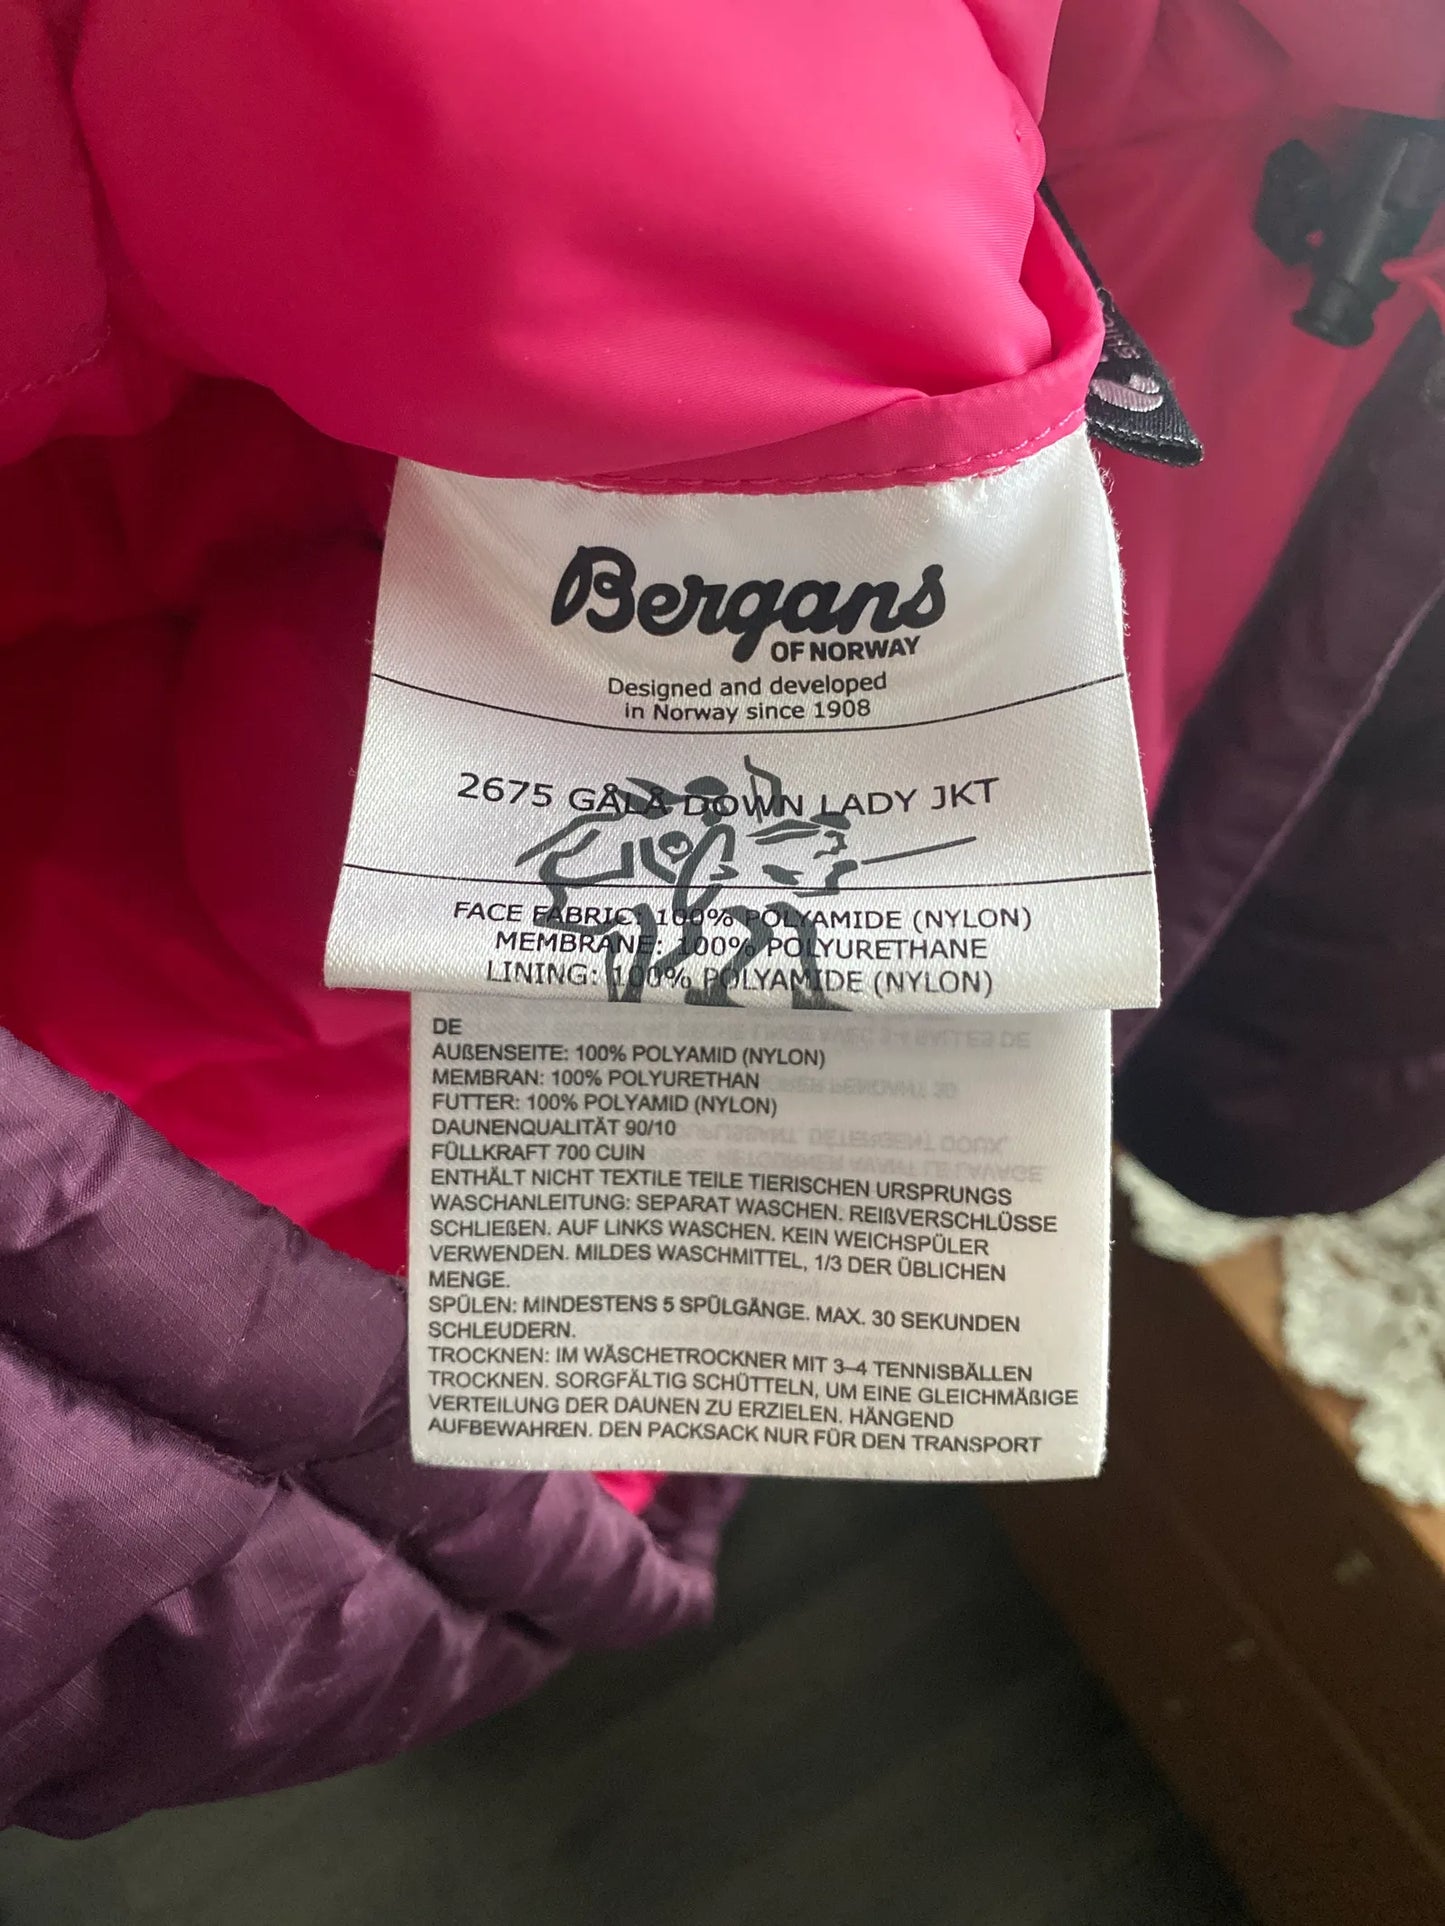 Bergans
OF NORWAY
Designed and developed
in Norway since 1908
2675 GÅLÅ DOWN LADY JKT
FACE FABRIC: 100% POLYAMIDE (NYLON)
MEMBRANE: 100% POLYURETHANE
LINING: 100% POLYAMIDE (NYLON)
DE
AUßENSEITE: 100% POLYAMID (NYLON)
MEMBRAN: 100% POLYURETHAN
FUTTER: 100% POLYAMID (NYLON)
DAUNENQUALITÄT 90/10
FÜLLKRAFT 700 CUIN
ENTHÄLT NICHT TEXTILE TEILE TIERISCHEN URSPRUNGS
WASCHANLEITUNG: SEPARAT WASCHEN. REIßVERSCHLÜSSE
SCHLIEßEN. AUF LINKS WASCHEN. KEIN WEICHSPÜLER
VERWENDEN. MILDES WASCHMITTEL, 1/3 DER ÜBLICHEN
MENGE.
SPÜLEN: MINDESTENS 5 SPÜLGÄNGE. MAX. 30 SEKUNDEN
SCHLEUDERN.
TROCKNEN: IM WÄSCHETROCKNER MIT 3–4 TENNISBÄLLEN
TROCKNEN. SORGFÄLTIG SCHÜTTELN, UM EINE GLEICHMÄßIGE
VERTEILUNG DER DAUNEN ZU ERZIELEN. HÄNGEND
AUFBEWAHREN. DEN PACKSACK NUR FÜR DEN TRANSPORT